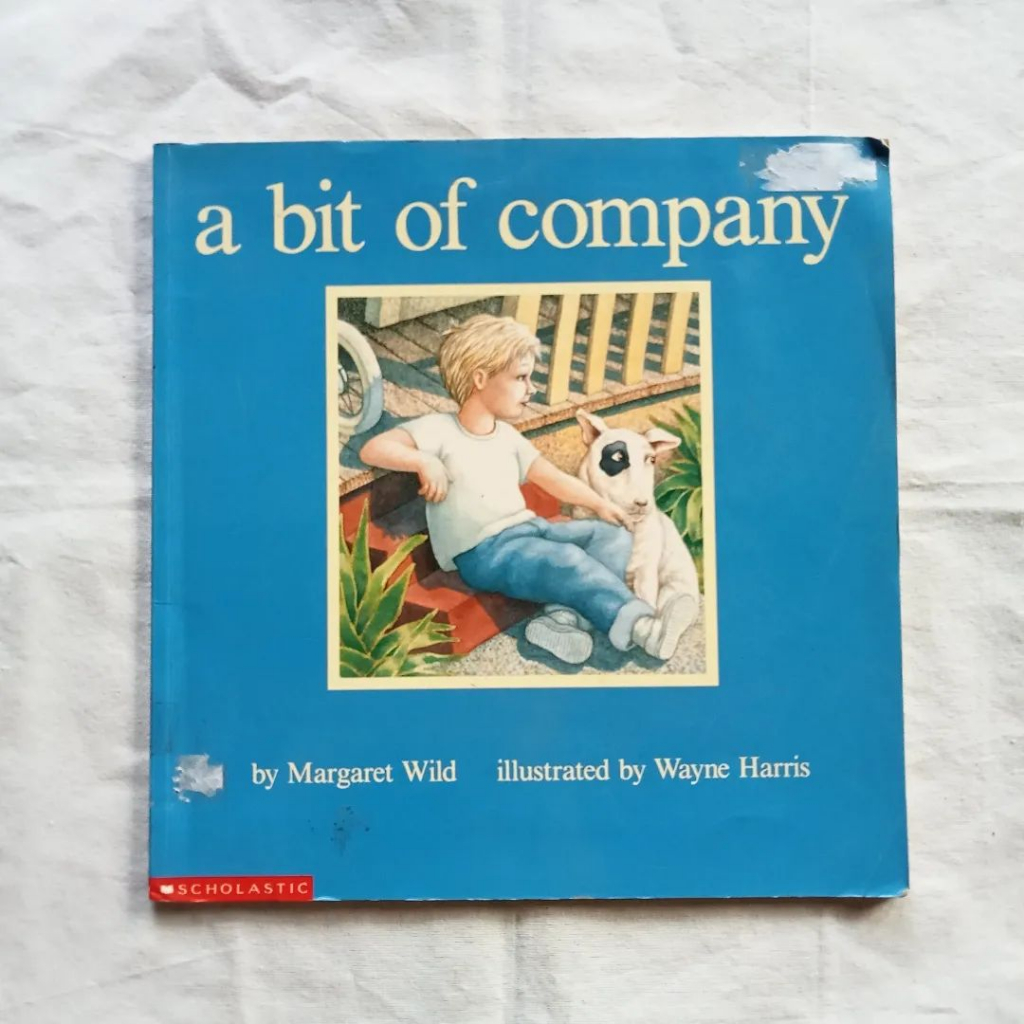 a bit of company
by Margaret Wild illustrated by Wayne Harris
SCHOLASTIC